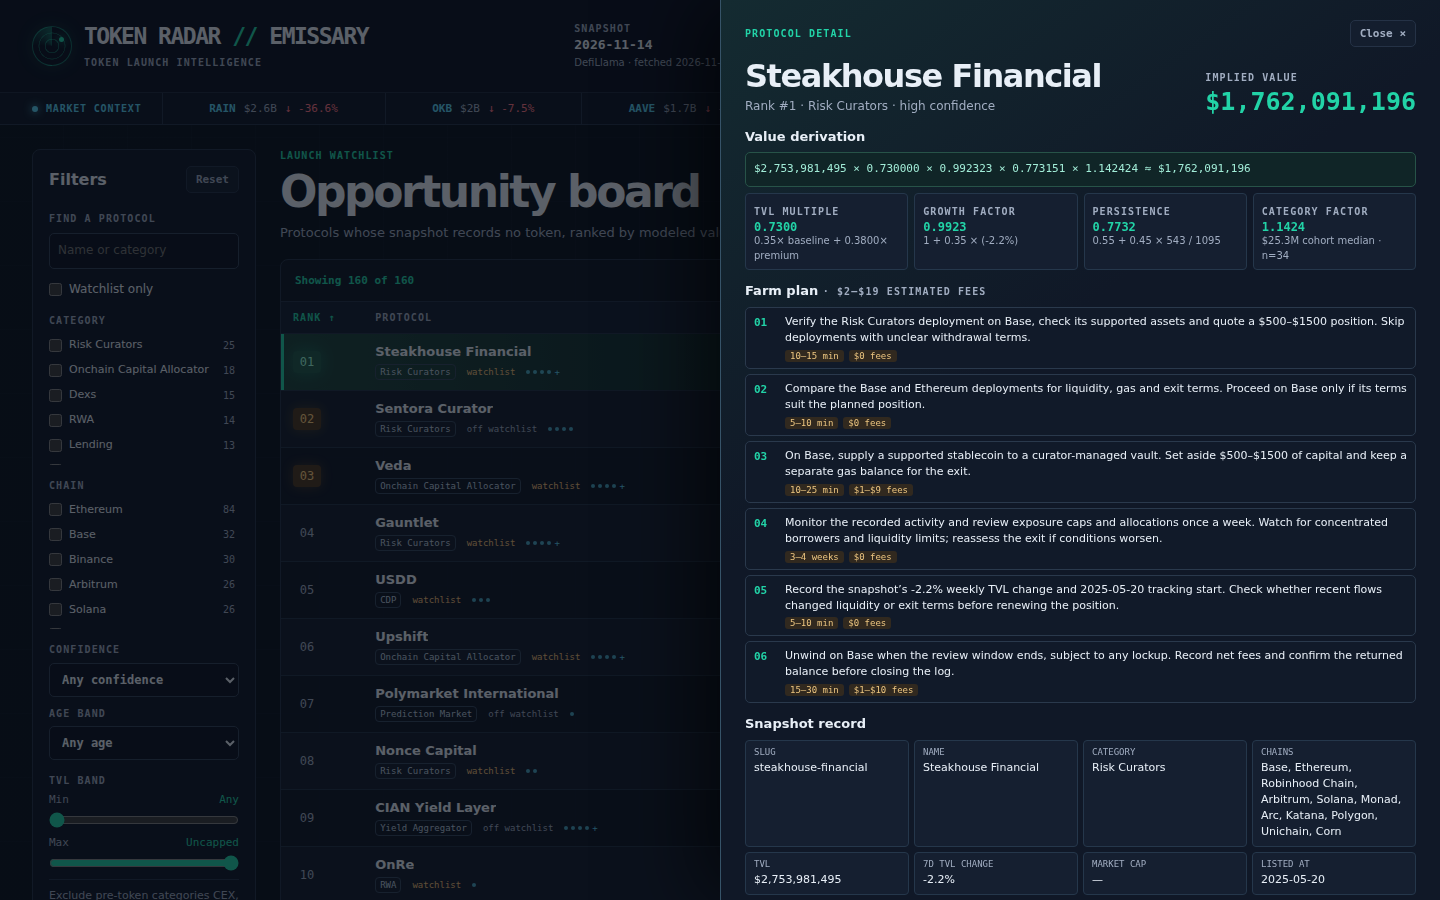 TOKEN RADAR // EMISSARY
TOKEN LAUNCH INTELLIGENCE
SNAPSHOT
2026-11-14
DefiLlama · fetched 2026-11-
MARKET CONTEXT
RAIN $2.6B ↓ -36.6%
OKB $2B ↓ -7.5%
AAVE $1.7B ↓
Filters
Reset
FIND A PROTOCOL
Name or category
Watchlist only
CATEGORY
Risk Curators 25
Onchain Capital Allocator 18
Dexs 15
RWA 14
Lending 13
CHAIN
Ethereum 84
Base 32
Binance 30
Arbitrum 26
Solana 26
CONFIDENCE
Any confidence
AGE BAND
Any age
TVL BAND
Min Any
Max Uncapped
Exclude pre-token categories CEX,
LAUNCH WATCHLIST
Opportunity board
Protocols whose snapshot records no token, ranked by modeled val
Showing 160 of 160
RANK ↑ PROTOCOL
01 Steakhouse Financial
Risk Curators watchlist
02 Sentora Curator
Risk Curators off watchlist
03 Veda
Onchain Capital Allocator watchlist
04 Gauntlet
Risk Curators watchlist
05 USDD
CDP watchlist
06 Upshift
Onchain Capital Allocator watchlist
07 Polymarket International
Prediction Market off watchlist
08 Nonce Capital
Risk Curators watchlist
09 CIAN Yield Layer
Yield Aggregator off watchlist
10 OnRe
RWA watchlist
PROTOCOL DETAIL
Close ×
Steakhouse Financial
Rank #1 · Risk Curators · high confidence
IMPLIED VALUE
$1,762,091,196
Value derivation
$2,753,981,495 × 0.730000 × 0.992323 × 0.773151 × 1.142424 ≈ $1,762,091,196
TVL MULTIPLE
0.7300
0.35× baseline + 0.3800×
premium
GROWTH FACTOR
0.9923
1 + 0.35 × (-2.2%)
PERSISTENCE
0.7732
0.55 + 0.45 × 543 / 1095
CATEGORY FACTOR
1.1424
$25.3M cohort median ·
n=34
Farm plan · $2–$19 ESTIMATED FEES
01 Verify the Risk Curators deployment on Base, check its supported assets and quote a $500–$1500 position. Skip
deployments with unclear withdrawal terms.
10–15 min $0 fees
02 Compare the Base and Ethereum deployments for liquidity, gas and exit terms. Proceed on Base only if its terms
suit the planned position.
5–10 min $0 fees
03 On Base, supply a supported stablecoin to a curator-managed vault. Set aside $500–$1500 of capital and keep a
separate gas balance for the exit.
10–25 min $1–$9 fees
04 Monitor the recorded activity and review exposure caps and allocations once a week. Watch for concentrated
borrowers and liquidity limits; reassess the exit if conditions worsen.
3–4 weeks $0 fees
05 Record the snapshot’s -2.2% weekly TVL change and 2025-05-20 tracking start. Check whether recent flows
changed liquidity or exit terms before renewing the position.
5–10 min $0 fees
06 Unwind on Base when the review window ends, subject to any lockup. Record net fees and confirm the returned
balance before closing the log.
15–30 min $1–$10 fees
Snapshot record
SLUG
steakhouse-financial
NAME
Steakhouse Financial
CATEGORY
Risk Curators
CHAINS
Base, Ethereum,
Robinhood Chain,
Arbitrum, Solana, Monad,
Arc, Katana, Polygon,
Unichain, Corn
TVL
$2,753,981,495
7D TVL CHANGE
-2.2%
MARKET CAP
—
LISTED AT
2025-05-20